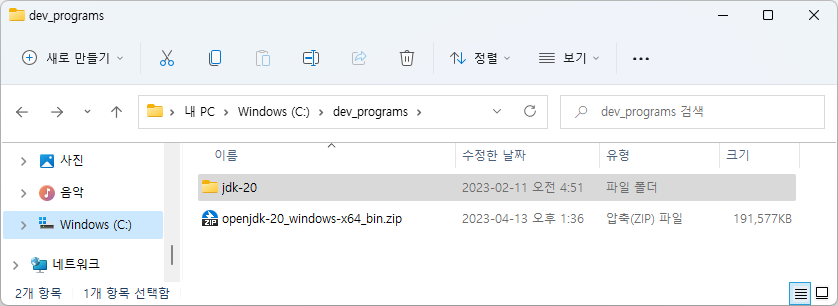 dev_programs
새로 만들기
정렬
보기
내 PC > Windows (C:) > dev_programs >
dev_programs 검색
이름 수정한 날짜 유형 크기
사진
음악
Windows (C:)
네트워크
jdk-20 2023-02-11 오전 4:51 파일 폴더
ZIP openjdk-20_windows-x64_bin.zip 2023-04-13 오후 1:36 압축(ZIP) 파일 191,577KB
2개 항목 1개 항목 선택함